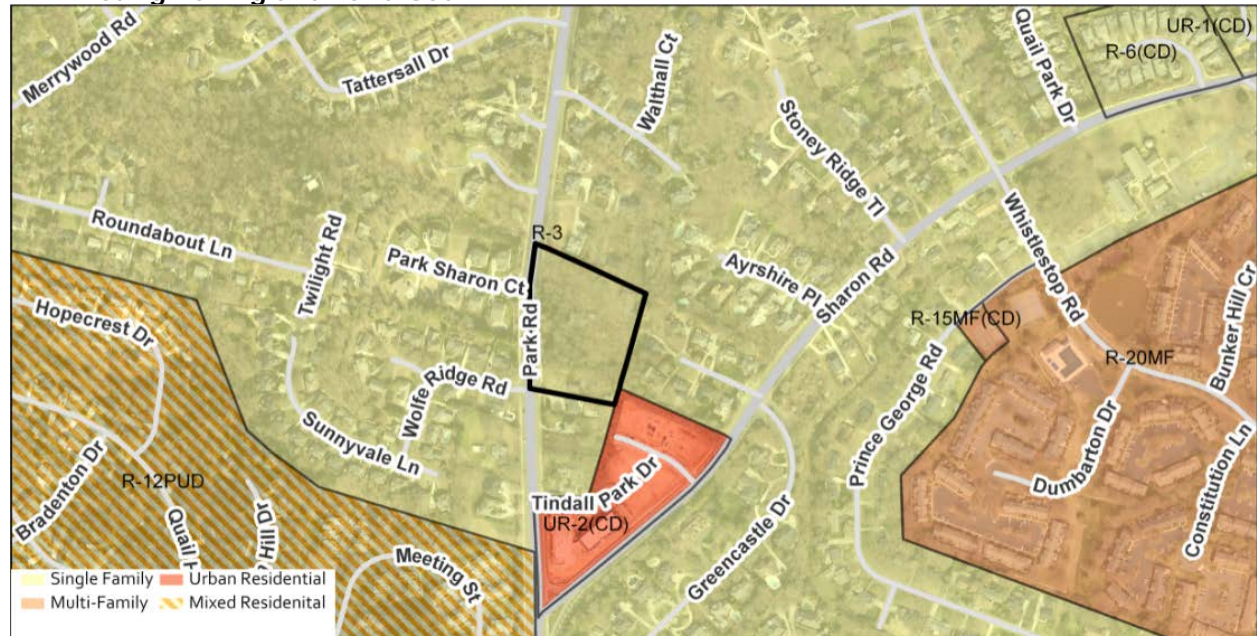 Merrywood Rd
Tattersall Dr
Walthall Ct
Quail Park Dr
UR-1(CD)
R-6(CD)
Stoney Ridge Tl
Roundabout Ln
Twilight Rd
Park Sharon Ct
R-3
Ayrshire Pl
Sharon Rd
Whistlestop Rd
Hopecrest Dr
Park Rd
R-15MF(CD)
Bunker Hill Cr
Wolfe Ridge Rd
R-20MF
Prince George Rd
Sunnyvale Ln
Dumbarton Dr
Constitution Ln
Bradenton Dr
R-12PUD
Tindall Park Dr
UR-2(CD)
Quail
Hill Dr
Greencastle Dr
Meeting St
Single Family
Urban Residential
Multi-Family
Mixed Residenital